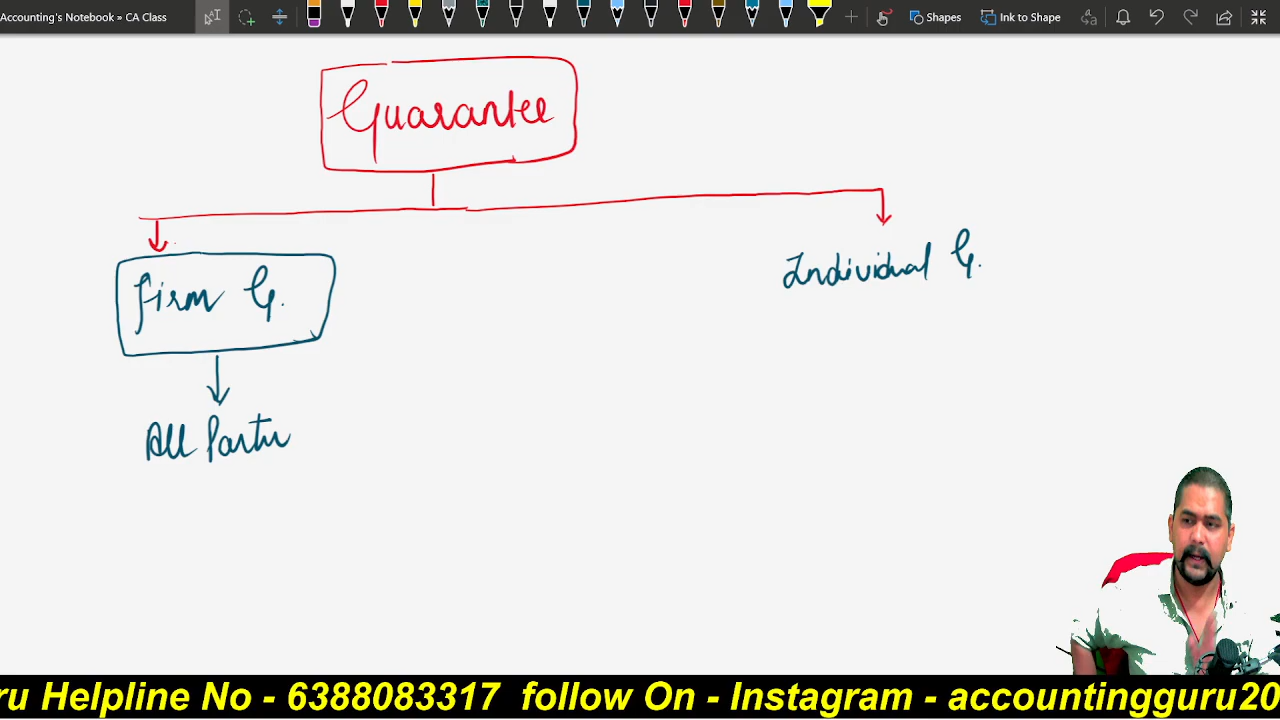 Accounting's Notebook » CA Class
Shapes
Ink to Shape
Guarantee
Firm G.
Individual G.
All Partn
ru Helpline No - 6388083317 follow On - Instagram - accountingguru20